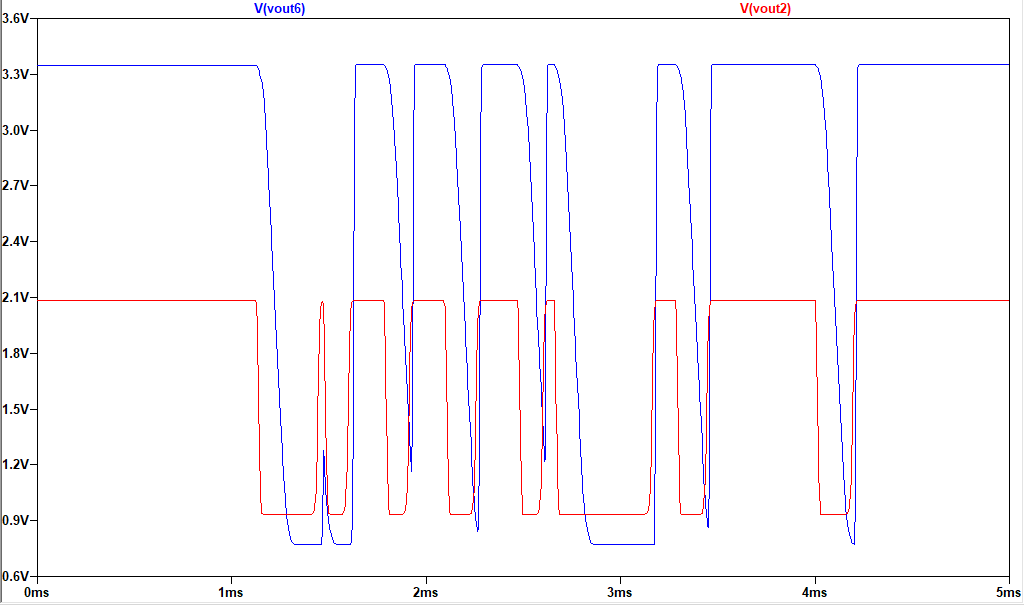 V(vout6) V(vout2)
3.6V
3.3V
3.0V
2.7V
2.4V
2.1V
1.8V
1.5V
1.2V
0.9V
0.6V
0ms 1ms 2ms 3ms 4ms 5ms